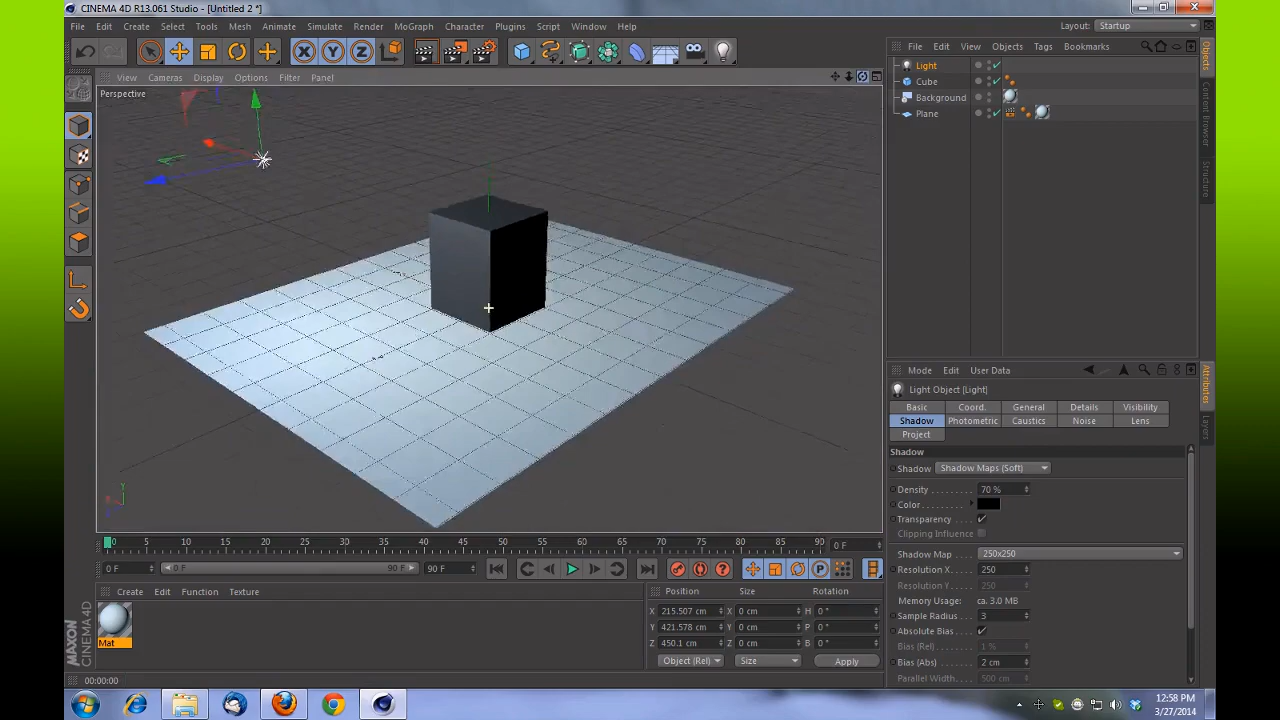 CINEMA 4D R13.061 Studio - [Untitled 2 *]
File Edit Create Select Tools Mesh Animate Simulate Render MoGraph Character Plugins Script Window Help
Layout: Startup
View Cameras Display Options Filter Panel
Perspective
File Edit View Objects Tags Bookmarks
Light
Cube
Background
Plane
Objects
Content Browser
Structure
Mode Edit User Data
Light Object [Light]
Basic Coord. General Details Visibility
Shadow Photometric Caustics Noise Lens
Project
Shadow
Shadow Shadow Maps (Soft)
Density 70 %
Color
Transparency
Clipping Influence
Shadow Map 250x250
Resolution X 250
Resolution Y 250
Memory Usage: ca. 3.0 MB
Sample Radius 3
Absolute Bias
Bias (Rel) 1 %
Bias (Abs) 2 cm
Parallel Width 500 cm
Attributes
Layers
0 5 10 15 20 25 30 35 40 45 50 55 60 65 70 75 80 85 90 0 F
0 F 0 F 90 F 90 F
Create Edit Function Texture
Mat
Position Size Rotation
X 215.507 cm X 0 cm H 0 °
Y 421.578 cm Y 0 cm P 0 °
Z 450.1 cm Z 0 cm B 0 °
Object (Rel) Size Apply
MAXON
CINEMA 4D
00:00:00
12:58 PM
3/27/2014